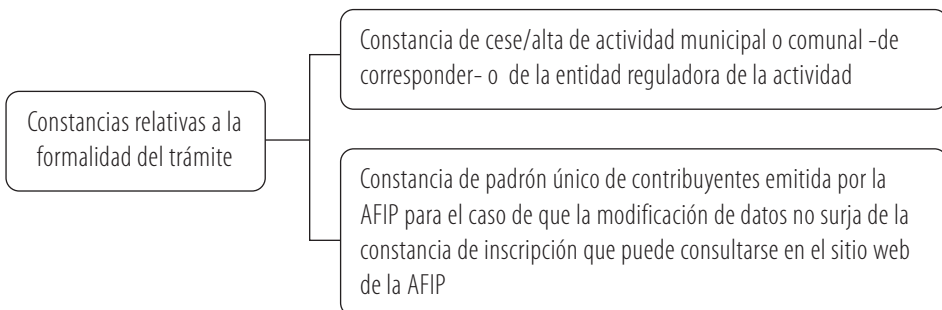 Constancias relativas a la
formalidad del trámite
Constancia de cese/alta de actividad municipal o comunal -de
corresponder- o de la entidad reguladora de la actividad
Constancia de padrón único de contribuyentes emitida por la
AFIP para el caso de que la modificación de datos no surja de la
constancia de inscripción que puede consultarse en el sitio web
de la AFIP